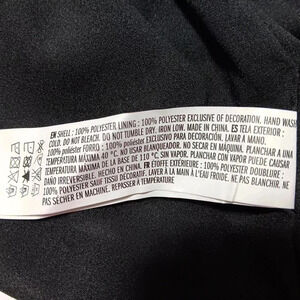 EN SHELL : 100% POLYESTER LINING : 100% POLYESTER EXCLUSIVE OF DECORATION. HAND WASH
COLD. DO NOT BLEACH. DO NOT TUMBLE DRY. IRON LOW. MADE IN CHINA. ES TELA EXTERIOR :
100% poliéster FORRO : 100% POLIÉSTER SALVO DECORACIÓN. LAVAR A MANO.
TEMPERATURA MÁXIMA 40 °C. NO USAR BLANQUEADOR. NO SECAR EN MÁQUINA. PLANCHAR A UNA
TEMPERATURA MÁXIMA DE LA BASE DE 110 °C, SIN VAPOR. PLANCHAR CON VAPOR PUEDE CAUSAR
DAÑO IRREVERSIBLE. HECHO EN CHINA. FR ÉTOFFE EXTÉRIEURE : 100% POLYESTER DOUBLURE :
100% POLYESTER SAUF TISSU DÉCORATIF. LAVER À LA MAIN À L'EAU FROIDE. NE PAS BLANCHIR. NE
PAS SÉCHER EN MACHINE. REPASSER À TEMPÉRATURE